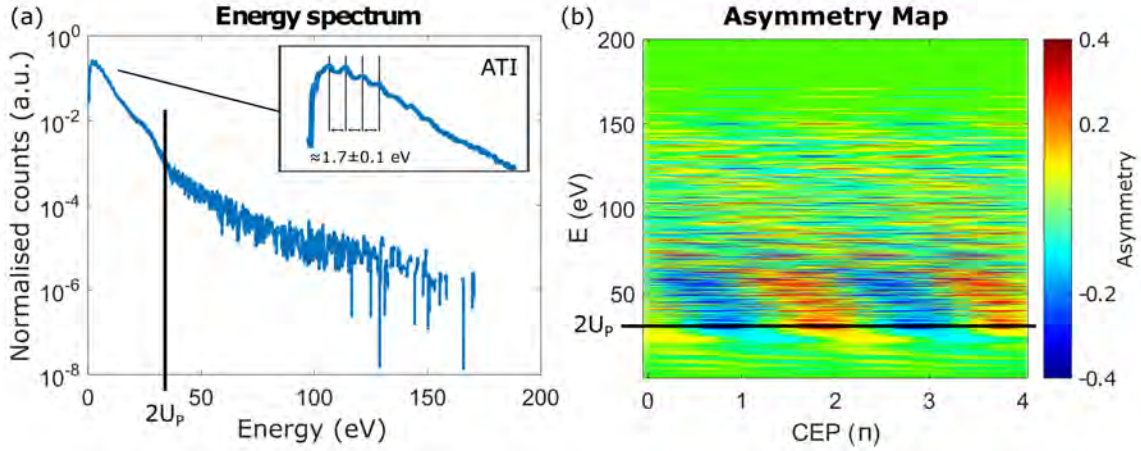 (a)
Energy spectrum
Normalised counts (a.u.)
10^0
10^-2
10^-4
10^-6
10^-8
ATI
≈1.7±0.1 eV
0
50
100
150
200
2U_P
Energy (eV)
(b)
Asymmetry Map
E (eV)
200
150
100
50
2U_P
0
1
2
3
4
CEP (π)
0.4
0.2
0
-0.2
-0.4
Asymmetry